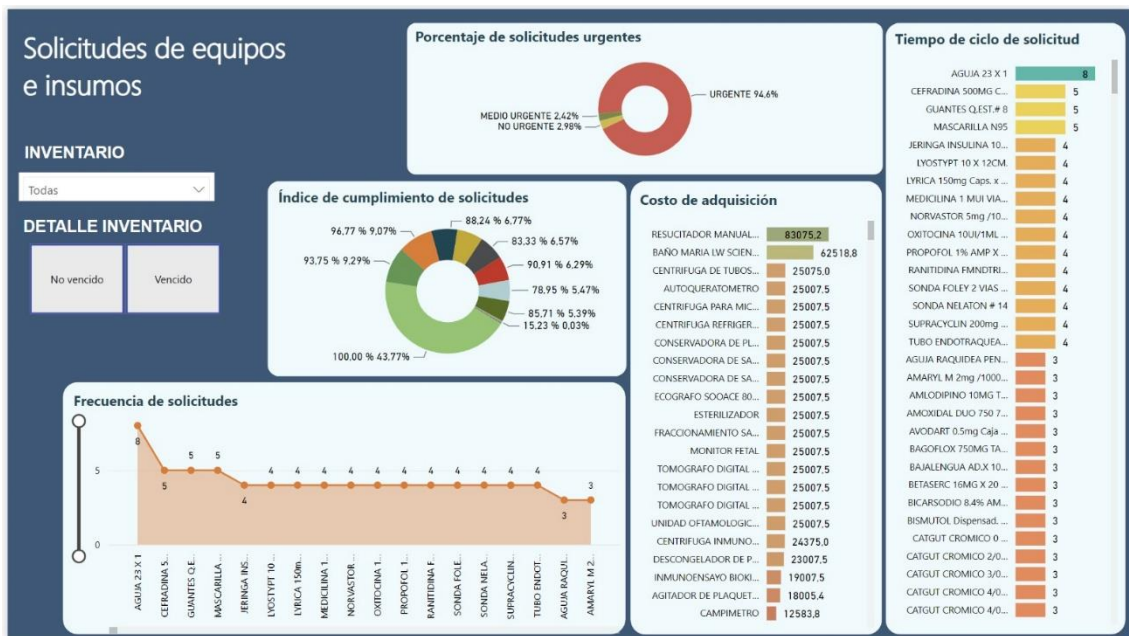 Solicitudes de equipos
e insumos
INVENTARIO
Todas
DETALLE INVENTARIO
No vencido
Vencido
Porcentaje de solicitudes urgentes
URGENTE 94,6%
MEDIO URGENTE 2,42%
NO URGENTE 2,98%
Índice de cumplimiento de solicitudes
88,24 % 6,77%
96,77 % 9,07%
83,33 % 6,57%
93,75 % 9,29%
90,91 % 6,29%
78,95 % 5,47%
85,71 % 5,39%
15,23 % 0,03%
100,00 % 43,77%
Frecuencia de solicitudes
5
0
8
5
5
5
4
4
4
4
4
4
4
4
4
4
4
4
3
3
AGUJA 23 X 1
CEFRADINA 5...
GUANTES Q.E...
MASCARILLA ...
JERINGA INS...
LYOSTYPT 10 ...
LYRICA 150m...
MEDICILINA 1...
NORVASTOR...
OXITOCINA 1...
PROPOFOL 1...
RANITIDINA F...
SONDA FOLE...
SONDA NELA...
SUPRACYCLIN...
TUBO ENDOT...
AGUJA RAQUI...
AMARYL M 2...
Costo de adquisición
RESUCITADOR MANUAL... 83075,2
BAÑO MARIA LW SCIEN... 62518,8
CENTRIFUGA DE TUBOS... 25075,0
AUTOQUERATOMETRO 25007,5
CENTRIFUGA PARA MIC... 25007,5
CENTRIFUGA REFRIGER... 25007,5
CONSERVADORA DE PL... 25007,5
CONSERVADORA DE SA... 25007,5
CONSERVADORA DE SA... 25007,5
ECOGRAFO SOOACE 80... 25007,5
ESTERILIZADOR 25007,5
FRACCIONAMIENTO SA... 25007,5
MONITOR FETAL 25007,5
TOMOGRAFO DIGITAL ... 25007,5
TOMOGRAFO DIGITAL ... 25007,5
TOMOGRAFO DIGITAL ... 25007,5
UNIDAD OFTAMOLOGIC... 25007,5
CENTRIFUGA INMUNO... 24375,0
DESCONGELADOR DE P... 23007,5
INMUNOENSAYO BIOKI... 19007,5
AGITADOR DE PLAQUET... 18005,4
CAMPIMETRO 12583,8
Tiempo de ciclo de solicitud
AGUJA 23 X 1 8
CEFRADINA 500MG C... 5
GUANTES Q.EST.# 8 5
MASCARILLA N95 5
JERINGA INSULINA 10... 4
LYOSTYPT 10 X 12CM. 4
LYRICA 150mg Caps. x ... 4
MEDICILINA 1 MUI VIA... 4
NORVASTOR 5mg /10... 4
OXITOCINA 10UI/1ML ... 4
PROPOFOL 1% AMP X ... 4
RANITIDINA FMNDTRI... 4
SONDA FOLEY 2 VIAS ... 4
SONDA NELATON # 14 4
SUPRACYCLIN 200mg ... 4
TUBO ENDOTRAQUEA... 4
AGUJA RAQUIDEA PEN... 3
AMARYL M 2mg /1000... 3
AMLODIPINO 10MG T... 3
AMOXIDAL DUO 750 7... 3
AVODART 0.5mg Caja ... 3
BAGOFLOX 750MG TA... 3
BAJALENGUA AD.X 10... 3
BETASERC 16MG X 20 ... 3
BICARSODIO 8.4% AM... 3
BISMUTOL Dispensad. ... 3
CATGUT CROMICO 0 ... 3
CATGUT CROMICO 2/0... 3
CATGUT CROMICO 3/0... 3
CATGUT CROMICO 4/0... 3
CATGUT CROMICO 4/0... 3